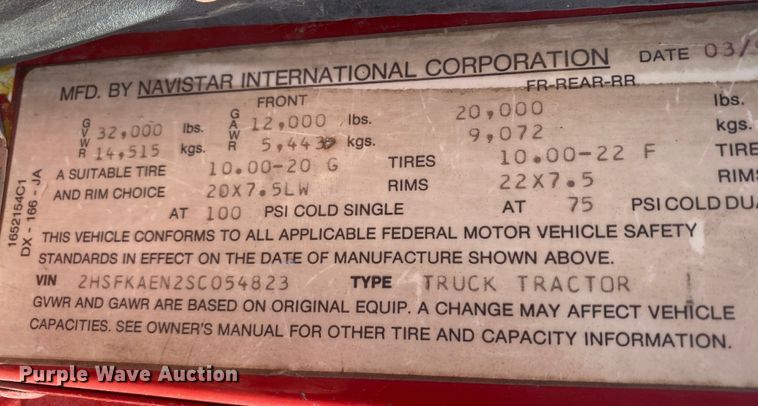 MFD. BY NAVISTAR INTERNATIONAL CORPORATION DATE 03/
FRONT FR-REAR-RR
GVWR 32,000 lbs. GAWR 12,000 lbs. 20,000 lbs.
14,515 kgs. 5,443 kgs. 9,072 kgs.
A SUITABLE TIRE 10.00-20 G TIRES 10.00-22 F TIRE
AND RIM CHOICE 20X7.5LW RIMS 22X7.5 RIMS
AT 100 PSI COLD SINGLE AT 75 PSI COLD DUA
THIS VEHICLE CONFORMS TO ALL APPLICABLE FEDERAL MOTOR VEHICLE SAFETY
STANDARDS IN EFFECT ON THE DATE OF MANUFACTURE SHOWN ABOVE.
VIN 2HSFKAEN2SC054823 TYPE TRUCK TRACTOR
GVWR AND GAWR ARE BASED ON ORIGINAL EQUIP. A CHANGE MAY AFFECT VEHICLE
CAPACITIES. SEE OWNER'S MANUAL FOR OTHER TIRE AND CAPACITY INFORMATION.
1652154C1
DX - 166 - JA
Purple Wave Auction